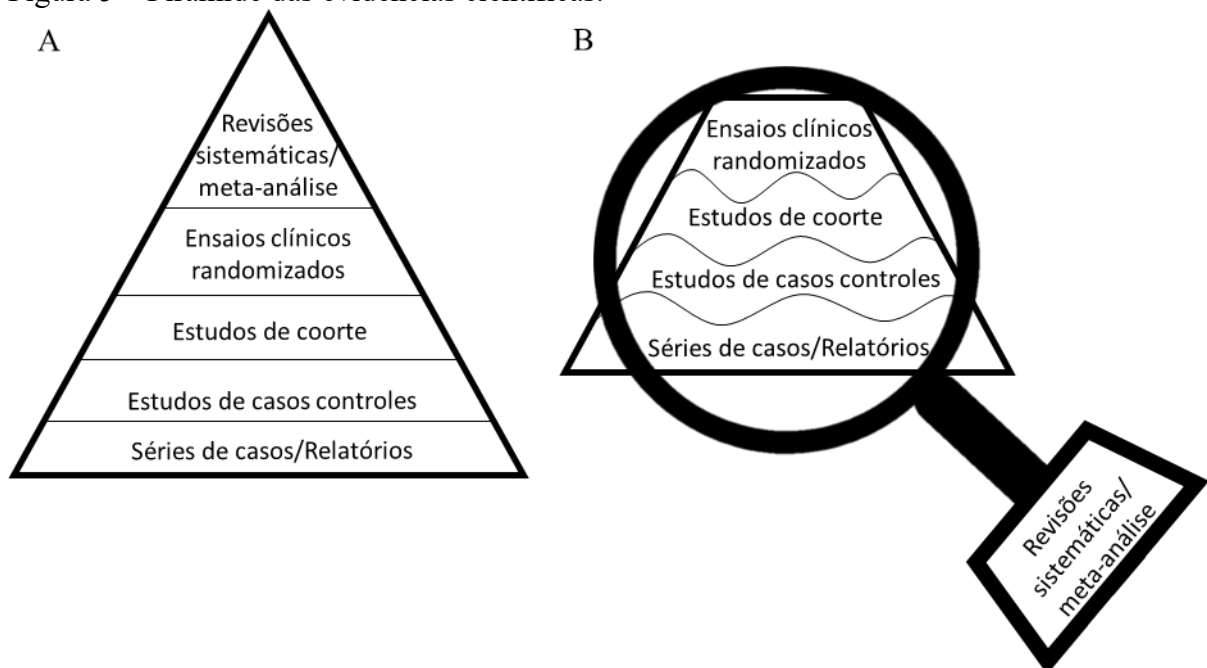 Figura – Pirâmide das evidências científicas.
A
Revisões
sistemáticas/
meta-análise
Ensaios clínicos
randomizados
Estudos de coorte
Estudos de casos controles
Séries de casos/Relatórios
B
Ensaios clínicos
randomizados
Estudos de coorte
Estudos de casos controles
Séries de casos/Relatórios
Revisões
sistemáticas/
meta-análise